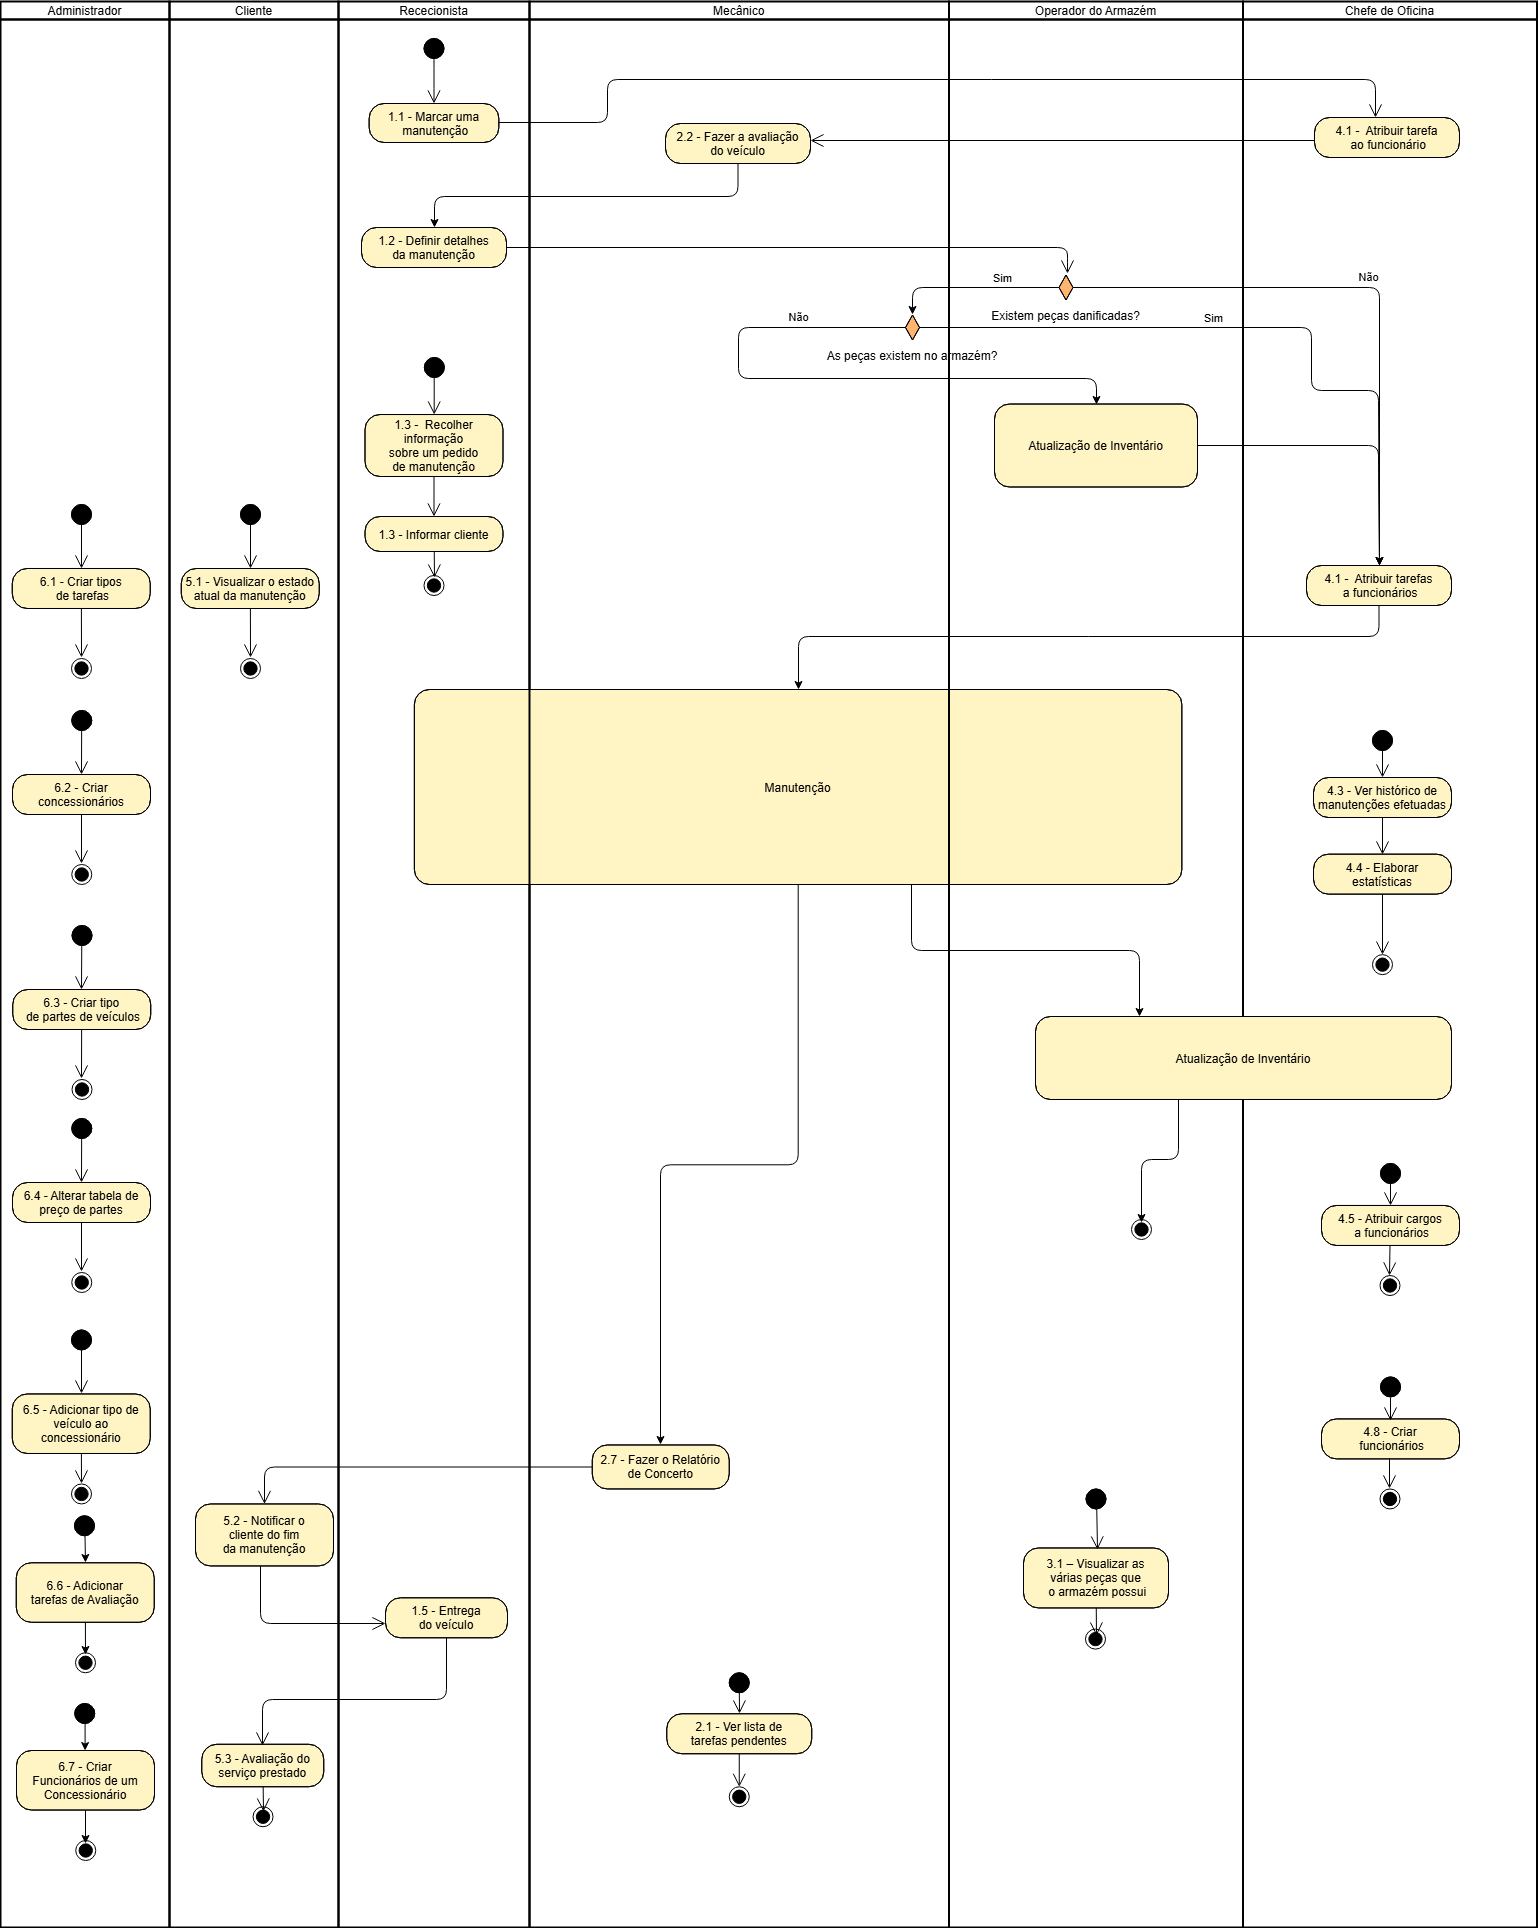 Administrador
Cliente
Rececionista
Mecânico
Operador do Armazém
Chefe de Oficina
1.1 - Marcar uma
manutenção
2.2 - Fazer a avaliação
do veículo
4.1 -  Atribuir tarefa
ao funcionário
1.2 - Definir detalhes
da manutenção
Sim
Não
Existem peças danificadas?
Não
Sim
As peças existem no armazém?
1.3 -  Recolher
informação
sobre um pedido
de manutenção
Atualização de Inventário
1.3 - Informar cliente
6.1 - Criar tipos
de tarefas
5.1 - Visualizar o estado
atual da manutenção
4.1 -  Atribuir tarefas
a funcionários
Manutenção
6.2 - Criar
concessionários
4.3 - Ver histórico de
manutenções efetuadas
4.4 - Elaborar
estatísticas
6.3 - Criar tipo
de partes de veículos
Atualização de Inventário
6.4 - Alterar tabela de
preço de partes
4.5 - Atribuir cargos
a funcionários
6.5 - Adicionar tipo de
veículo ao
concessionário
4.8 - Criar
funcionários
2.7 - Fazer o Relatório
de Concerto
5.2 - Notificar o
cliente do fim
da manutenção
3.1 – Visualizar as
várias peças que
o armazém possui
6.6 - Adicionar
tarefas de Avaliação
1.5 - Entrega
do veículo
2.1 - Ver lista de
tarefas pendentes
5.3 - Avaliação do
serviço prestado
6.7 - Criar
Funcionários de um
Concessionário